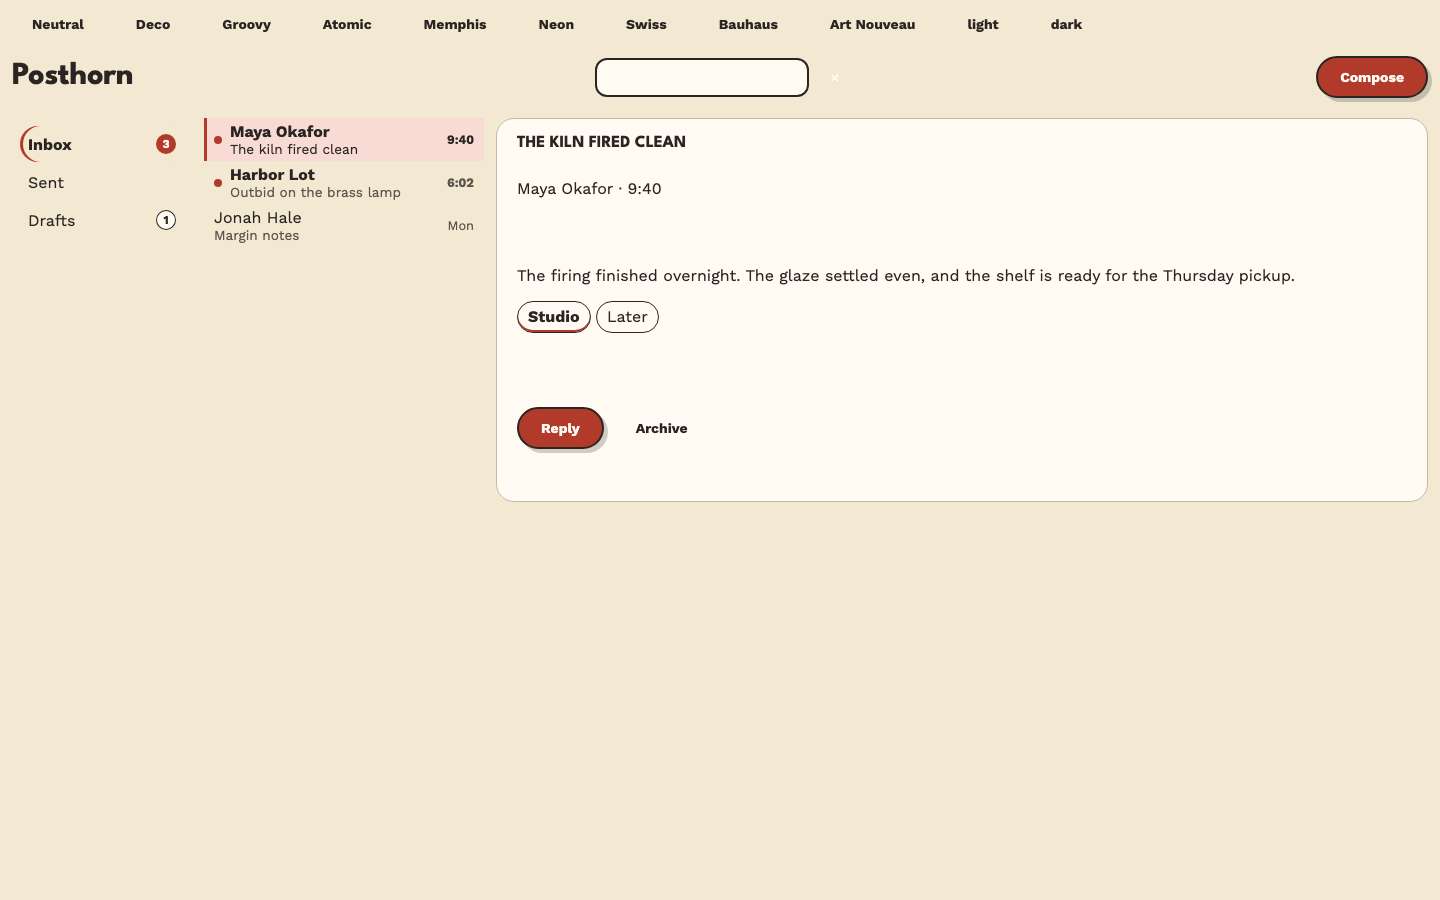 Neutral Deco Groovy Atomic Memphis Neon Swiss Bauhaus Art Nouveau light dark
Posthorn
×
Compose
Inbox 3
Sent
Drafts 1
Maya Okafor 9:40
The kiln fired clean
Harbor Lot 6:02
Outbid on the brass lamp
Jonah Hale Mon
Margin notes
THE KILN FIRED CLEAN
Maya Okafor · 9:40
The firing finished overnight. The glaze settled even, and the shelf is ready for the Thursday pickup.
Studio Later
Reply Archive